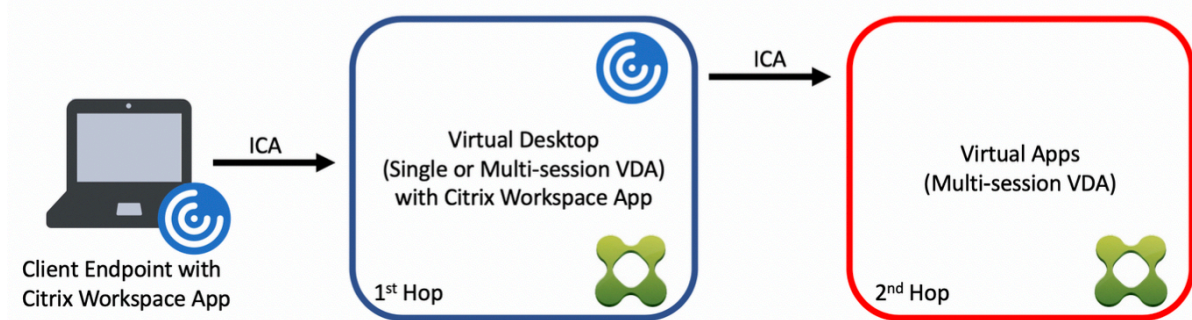 ICA
Client Endpoint with
Citrix Workspace App
Virtual Desktop
(Single or Multi-session VDA)
with Citrix Workspace App
1st Hop
ICA
Virtual Apps
(Multi-session VDA)
2nd Hop